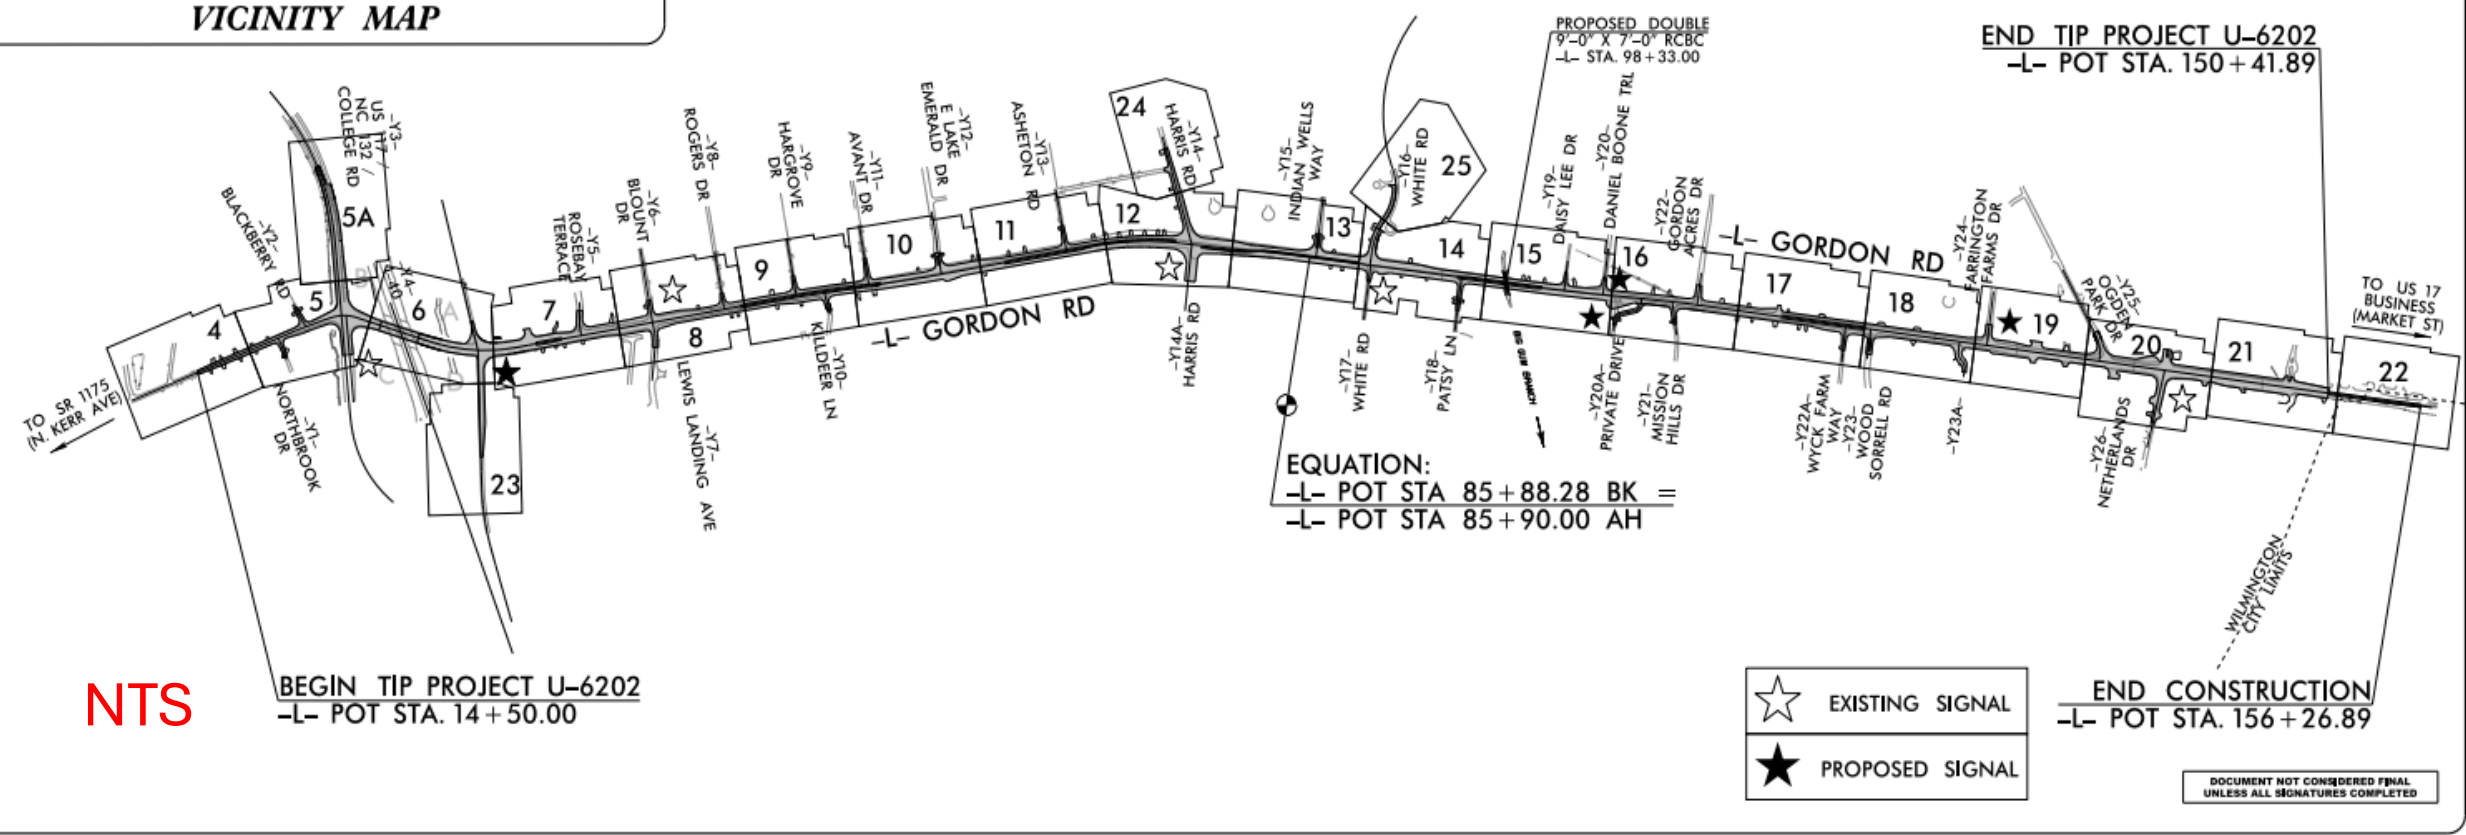 VICINITY MAP
PROPOSED DOUBLE
9'-0" X 7'-0" RCBC
-L- STA. 98+33.00
END TIP PROJECT U-6202
-L- POT STA. 150+41.89
-Y3-
US 117 /
NC 132 /
COLLEGE RD
-Y2-
BLACKBERRY RD
-Y4-
I-40
-Y5-
ROSEBAY
TERRACE
-Y6-
BLOUNT
DR
-Y8-
ROGERS DR
-Y9-
HARGROVE
DR
-Y11-
AVANT DR
-Y12-
E LAKE
EMERALD DR
-Y13-
ASHETON RD
-Y14-
HARRIS RD
-Y15-
INDIAN WELLS
WAY
-Y16-
WHITE RD
-Y19-
DAISY LEE DR
-Y20-
DANIEL BOONE TRL
-Y22-
GORDON
ACRES DR
-L- GORDON RD
-Y24-
FARRINGTON
FARMS DR
-Y25-
OGDEN
PARK DR
TO US 17
BUSINESS
(MARKET ST)
4
5
5A
6
7
8
9
10
11
12
13
14
15
16
17
18
19
20
21
22
23
24
25
A
B
C
D
C
TO SR 1175
(N. KERR AVE)
-Y1-
NORTHBROOK
DR
-Y7-
LEWIS LANDING AVE
-Y10-
KILLDEER LN
-L- GORDON RD
-Y14A-
HARRIS RD
-Y17-
WHITE RD
-Y18-
PATSY LN
-Y20A-
PRIVATE DRIVE
-Y21-
MISSION
HILLS DR
-Y22A-
WYCK FARM
WAY
-Y23-
WOOD
SORRELL RD
-Y23A-
-Y26-
NETHERLANDS
DR
EQUATION:
-L- POT STA 85+88.28 BK =
-L- POT STA 85+90.00 AH
WILMINGTON
CITY LIMITS
NTS
BEGIN TIP PROJECT U-6202
-L- POT STA. 14+50.00
EXISTING SIGNAL
PROPOSED SIGNAL
END CONSTRUCTION
-L- POT STA. 156+26.89
DOCUMENT NOT CONSIDERED FINAL
UNLESS ALL SIGNATURES COMPLETED